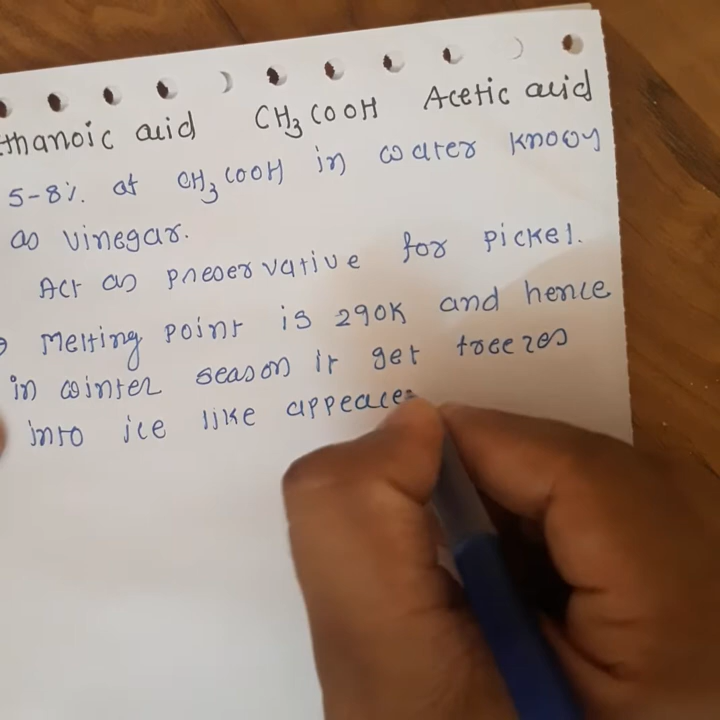 thanoic acid CH3COOH Acetic acid
5-8% of CH3COOH in water known
as vinegar.
Act as preservative for pickel.
Melting point is 290K and hence
in winter season it get freezes
into ice like